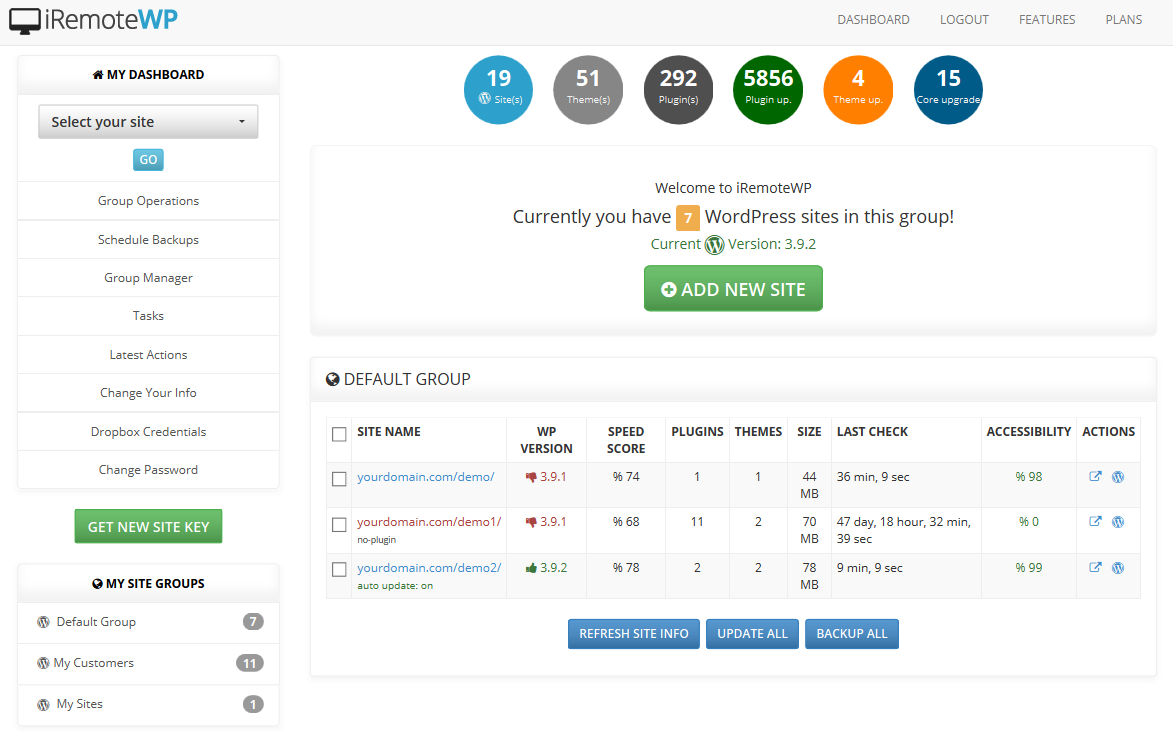 iRemoteWP
DASHBOARD LOGOUT FEATURES PLANS
MY DASHBOARD
Select your site
GO
Group Operations
Schedule Backups
Group Manager
Tasks
Latest Actions
Change Your Info
Dropbox Credentials
Change Password
GET NEW SITE KEY
MY SITE GROUPS
Default Group 7
My Customers 11
My Sites 1
19
Site(s)
51
Theme(s)
292
Plugin(s)
5856
Plugin up.
4
Theme up.
15
Core upgrade
Welcome to iRemoteWP
Currently you have 7 WordPress sites in this group!
Current Version: 3.9.2
ADD NEW SITE
DEFAULT GROUP
SITE NAME WP VERSION SPEED SCORE PLUGINS THEMES SIZE LAST CHECK ACCESSIBILITY ACTIONS
yourdomain.com/demo/ 3.9.1 % 74 1 1 44 MB 36 min, 9 sec % 98
yourdomain.com/demo1/ 3.9.1 % 68 11 2 70 MB 47 day, 18 hour, 32 min, 39 sec % 0
no-plugin
yourdomain.com/demo2/ 3.9.2 % 78 2 2 78 MB 9 min, 9 sec % 99
auto update: on
REFRESH SITE INFO UPDATE ALL BACKUP ALL